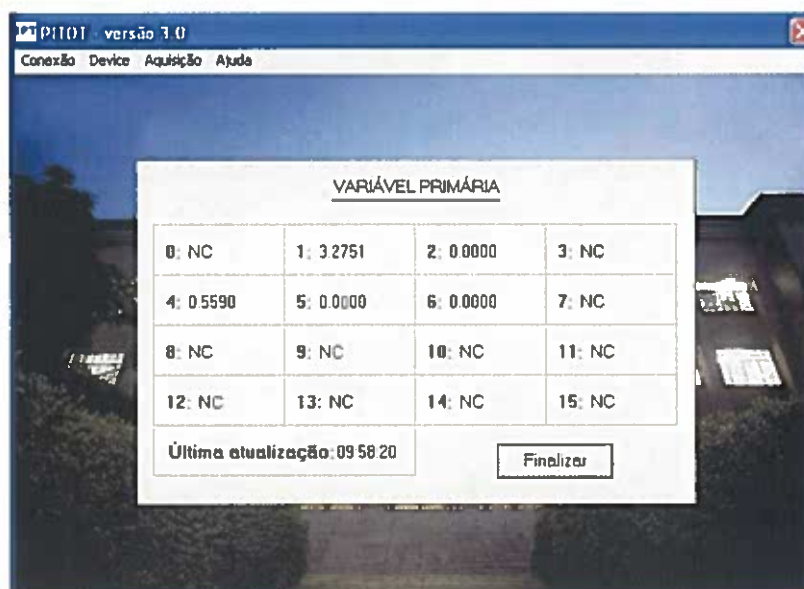 PITOT - versão 3.0
Conexão Device Aquisição Ajuda
VARIÁVEL PRIMÁRIA
0: NC 1: 3.2751 2: 0.0000 3: NC
4: 0.5590 5: 0.0000 6: 0.0000 7: NC
8: NC 9: NC 10: NC 11: NC
12: NC 13: NC 14: NC 15: NC
Última atualização: 09:58:20
Finalizar